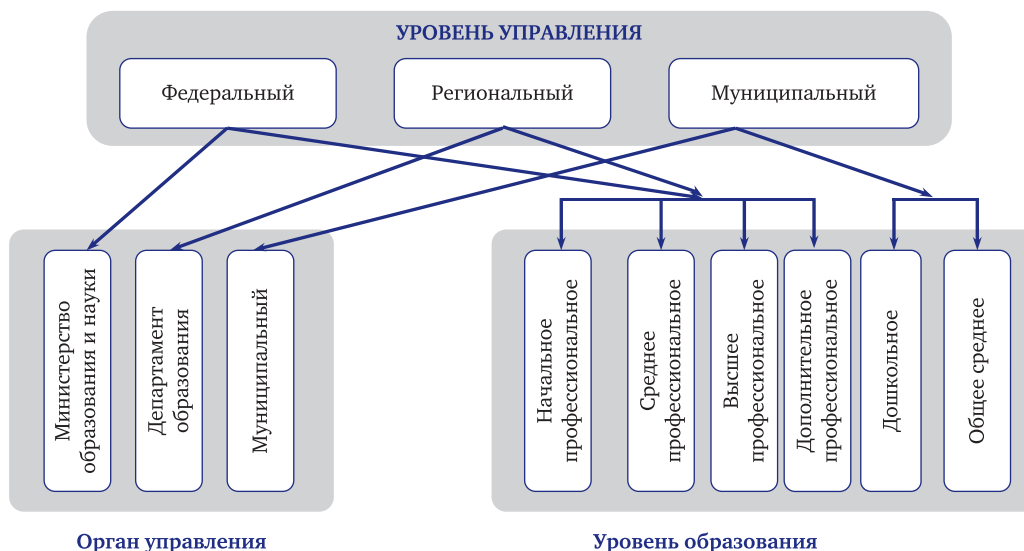 УРОВЕНЬ УПРАВЛЕНИЯ
Федеральный
Региональный
Муниципальный
Министерство
образования и науки
Департамент
образования
Муниципальный
Начальное
профессиональное
Среднее
профессиональное
Высшее
профессиональное
Дополнительное
профессиональное
Дошкольное
Общее среднее
Орган управления
Уровень образования